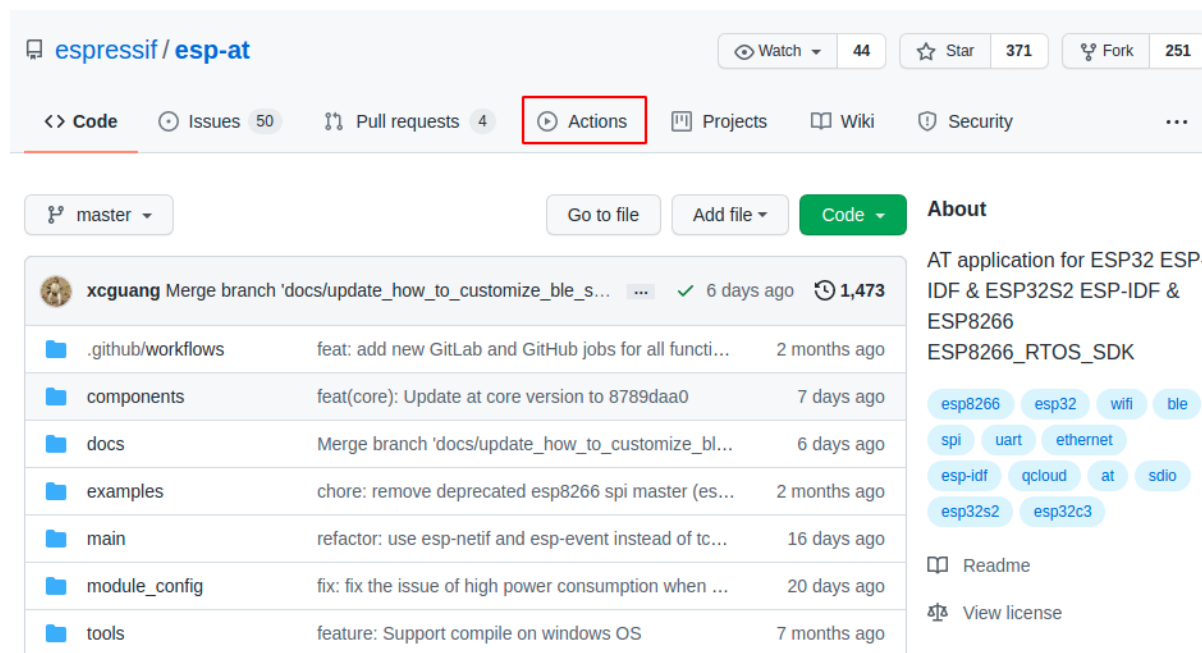 espressif / esp-at
Watch 44 Star 371 Fork 251
Code Issues 50 Pull requests 4 Actions Projects Wiki Security ...
master Go to file Add file Code
xcguang Merge branch 'docs/update_how_to_customize_ble_s... ... 6 days ago 1,473
.github/workflows feat: add new GitLab and GitHub jobs for all functi... 2 months ago
components feat(core): Update at core version to 8789daa0 7 days ago
docs Merge branch 'docs/update_how_to_customize_bl... 6 days ago
examples chore: remove deprecated esp8266 spi master (es... 2 months ago
main refactor: use esp-netif and esp-event instead of tc... 16 days ago
module_config fix: fix the issue of high power consumption when ... 20 days ago
tools feature: Support compile on windows OS 7 months ago
About
AT application for ESP32 ESP-
IDF & ESP32S2 ESP-IDF &
ESP8266
ESP8266_RTOS_SDK
esp8266 esp32 wifi ble
spi uart ethernet
esp-idf qcloud at sdio
esp32s2 esp32c3
Readme
View license